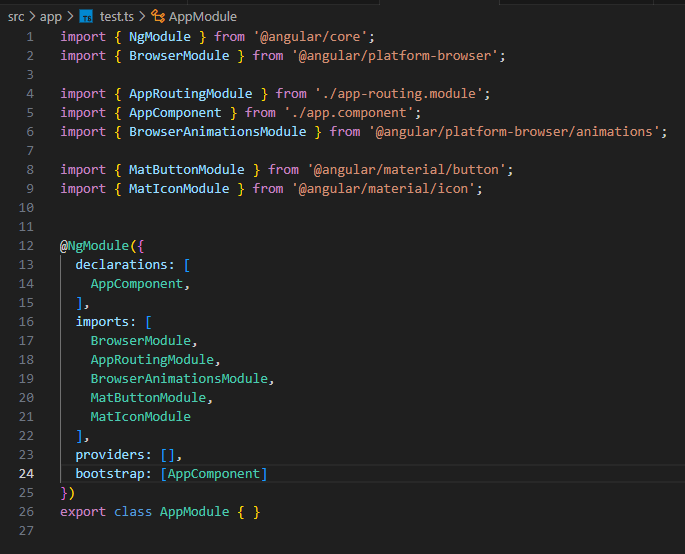 src > app > TS test.ts > AppModule
1 import { NgModule } from '@angular/core';
2 import { BrowserModule } from '@angular/platform-browser';
3
4 import { AppRoutingModule } from './app-routing.module';
5 import { AppComponent } from './app.component';
6 import { BrowserAnimationsModule } from '@angular/platform-browser/animations';
7
8 import { MatButtonModule } from '@angular/material/button';
9 import { MatIconModule } from '@angular/material/icon';
10
11
12 @NgModule({
13   declarations: [
14     AppComponent,
15   ],
16   imports: [
17     BrowserModule,
18     AppRoutingModule,
19     BrowserAnimationsModule,
20     MatButtonModule,
21     MatIconModule
22   ],
23   providers: [],
24   bootstrap: [AppComponent]
25 })
26 export class AppModule { }
27